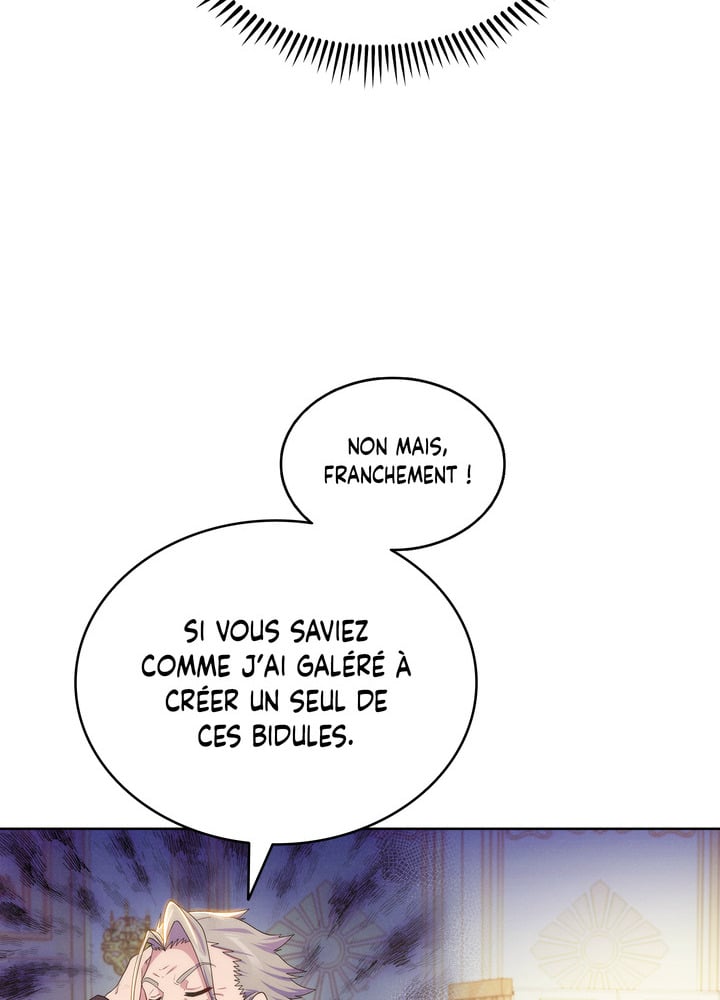 NON MAIS,
FRANCHEMENT !
SI VOUS SAVIEZ
COMME J'AI GALÉRÉ À
CRÉER UN SEUL DE
CES BIDULES.